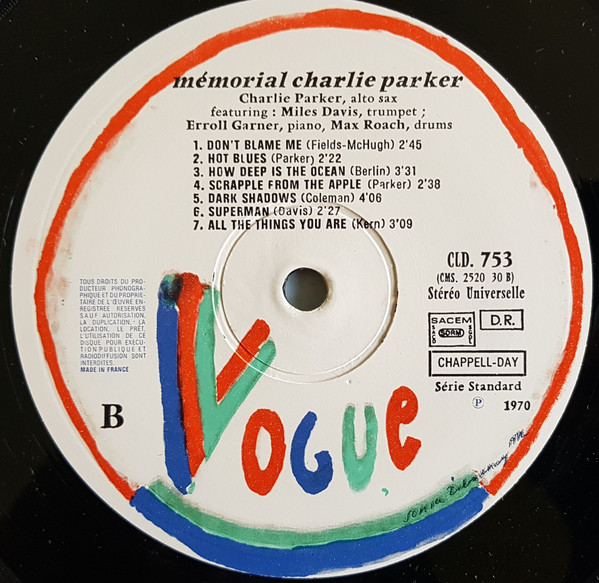 mémorial charlie parker
Charlie Parker, alto sax
featuring : Miles Davis, trumpet ;
Erroll Garner, piano, Max Roach, drums
1. DON'T BLAME ME (Fields-McHugh) 2'45
2. HOT BLUES (Parker) 2'22
3. HOW DEEP IS THE OCEAN (Berlin) 3'31
4. SCRAPPLE FROM THE APPLE (Parker) 2'38
5. DARK SHADOWS (Coleman) 4'06
6. SUPERMAN (Davis) 2'27
7. ALL THE THINGS YOU ARE (Kern) 3'09
CLD. 753
(CMS. 2520 30 B)
Stéréo Universelle
SACEM
D.R.
CHAPPELL-DAY
Série Standard
Ⓟ 1970
TOUS DROITS DU PRO-
DUCTEUR PHONOGRA-
PHIQUE ET DU PROPRIE-
TAIRE DE L'ŒUVRE EN-
REGISTREE RESERVES
SAUF AUTORISATION,
LA DUPLICATION, LA
LOCATION, LE PRÊT,
L'UTILISATION DE CE
DISQUE POUR EXECU-
TION PUBLIQUE ET
RADIODIFFUSION SONT
INTERDITES.
MADE IN FRANCE
B
VOGUE